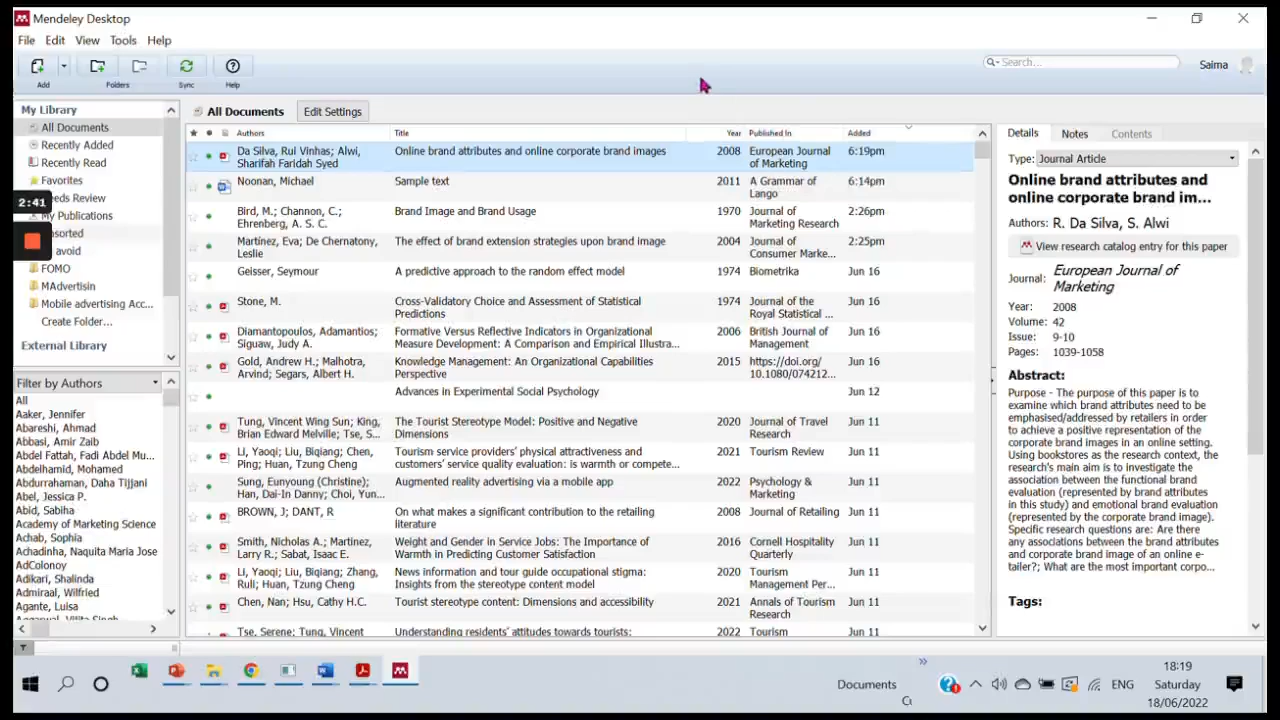 Mendeley Desktop
File Edit View Tools Help
Search...
Saima
Add Folders Sync Help
My Library
All Documents
Recently Added
Recently Read
Favorites
eeds Review
2:41
My Publications
nsorted
avoid
FOMO
MAdvertisin
Mobile advertising Acc...
Create Folder...
External Library
Filter by Authors
All
Aaker, Jennifer
Abareshi, Ahmad
Abbasi, Amir Zaib
Abdel Fattah, Fadi Abdel Mu...
Abdelhamid, Mohamed
Abdurrahaman, Daha Tijjani
Abel, Jessica P.
Abid, Sabiha
Academy of Marketing Science
Achab, Sophia
Achadinha, Naquita Maria Jose
AdColony
Adikari, Shalinda
Admiraal, Wilfried
Agante, Luisa
All Documents Edit Settings
Authors Title Year Published In Added
Da Silva, Rui Vinhas; Alwi, Online brand attributes and online corporate brand images 2008 European Journal 6:19pm
Sharifah Faridah Syed of Marketing
Noonan, Michael Sample text 2011 A Grammar of 6:14pm
Lango
Bird, M.; Channon, C.; Brand Image and Brand Usage 1970 Journal of 2:26pm
Ehrenberg, A. S. C. Marketing Research
Martínez, Eva; De Chernatony, The effect of brand extension strategies upon brand image 2004 Journal of 2:25pm
Leslie Consume Marke...
Geisser, Seymour A predictive approach to the random effect model 1974 Biometrika Jun 16
Stone, M. Cross-Validatory Choice and Assessment of Statistical 1974 Journal of the Jun 16
Predictions Royal Statistical ...
Diamantopoulos, Adamantios; Formative Versus Reflective Indicators in Organizational 2006 British Journal of Jun 16
Siguaw, Judy A. Measure Development: A Comparison and Empirical Illustra... Management
Gold, Andrew H.; Malhotra, Knowledge Management: An Organizational Capabilities 2015 https://doi.org/ Jun 16
Arvind; Segars, Albert H. Perspective 10.1080/074212...
Advances in Experimental Social Psychology Jun 12
Tung, Vincent Wing Sun; King, The Tourist Stereotype Model: Positive and Negative 2020 Journal of Travel Jun 11
Brian Edward Melville; Tse, S... Dimensions Research
Li, Yaoqi; Liu, Biqiang; Chen, Tourism service providers' physical attractiveness and 2021 Tourism Review Jun 11
Ping; Huan, Tzung Cheng customers' service quality evaluation: is warmth or compete...
Sung, Eunyoung (Christine); Augmented reality advertising via a mobile app 2022 Psychology & Jun 11
Han, Dai-In Danny; Choi, Yun... Marketing
BROWN, J; DANT, R On what makes a significant contribution to the retailing 2008 Journal of Retailing Jun 11
literature
Smith, Nicholas A.; Martinez, Weight and Gender in Service Jobs: The Importance of 2016 Cornell Hospitality Jun 11
Larry R.; Sabat, Isaac E. Warmth in Predicting Customer Satisfaction Quarterly
Li, Yaoqi; Liu, Biqiang; Zhang, News information and tour guide occupational stigma: 2020 Tourism Jun 11
Ruli; Huan, Tzung Cheng Insights from the stereotype content model Management Per...
Chen, Nan; Hsu, Cathy H.C. Tourist stereotype content: Dimensions and accessibility 2021 Annals of Tourism Jun 11
Research
Tse, Serene; Tung, Vincent Understanding residents' attitudes towards tourists: 2022 Tourism Jun 11
Details Notes Contents
Type: Journal Article
Online brand attributes and
online corporate brand im...
Authors: R. Da Silva, S. Alwi
View research catalog entry for this paper
Journal: European Journal of
Marketing
Year: 2008
Volume: 42
Issue: 9-10
Pages: 1039-1058
Abstract:
Purpose - The purpose of this paper is to
examine which brand attributes need to be
emphasised/addressed by retailers in order
to achieve a positive representation of the
corporate brand images in an online setting.
Using bookstores as the research context, the
research's main aim is to investigate the
association between the functional brand
evaluation (represented by brand attributes
in this study) and emotional brand evaluation
(represented by the corporate brand image).
Specific research questions are: Are there
any associations between the brand attributes
and corporate brand image of an online e-
tailer?; What are the most important corpo...
Tags:
Documents
ENG
18:19
Saturday
18/06/2022